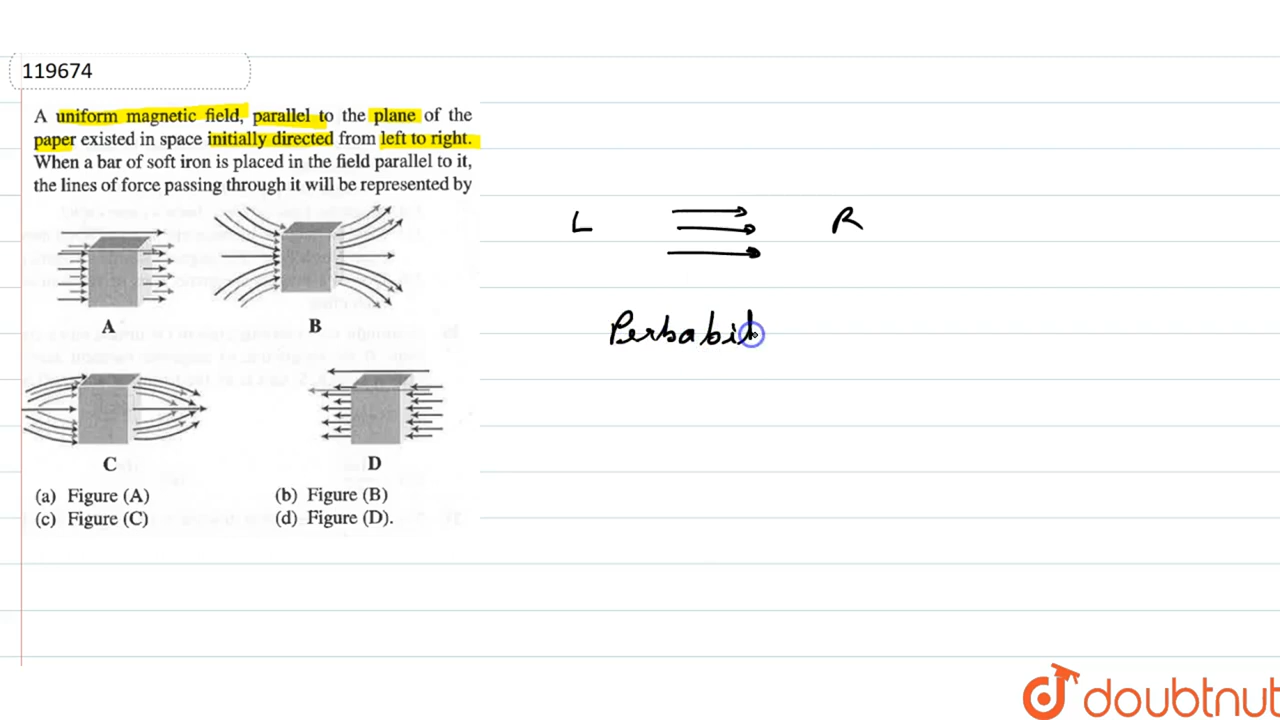 119674
A uniform magnetic field, parallel to the plane of the
paper existed in space initially directed from left to right.
When a bar of soft iron is placed in the field parallel to it,
the lines of force passing through it will be represented by
L R
Perbabil
A B
C D
(a) Figure (A) (b) Figure (B)
(c) Figure (C) (d) Figure (D).
doubtnut